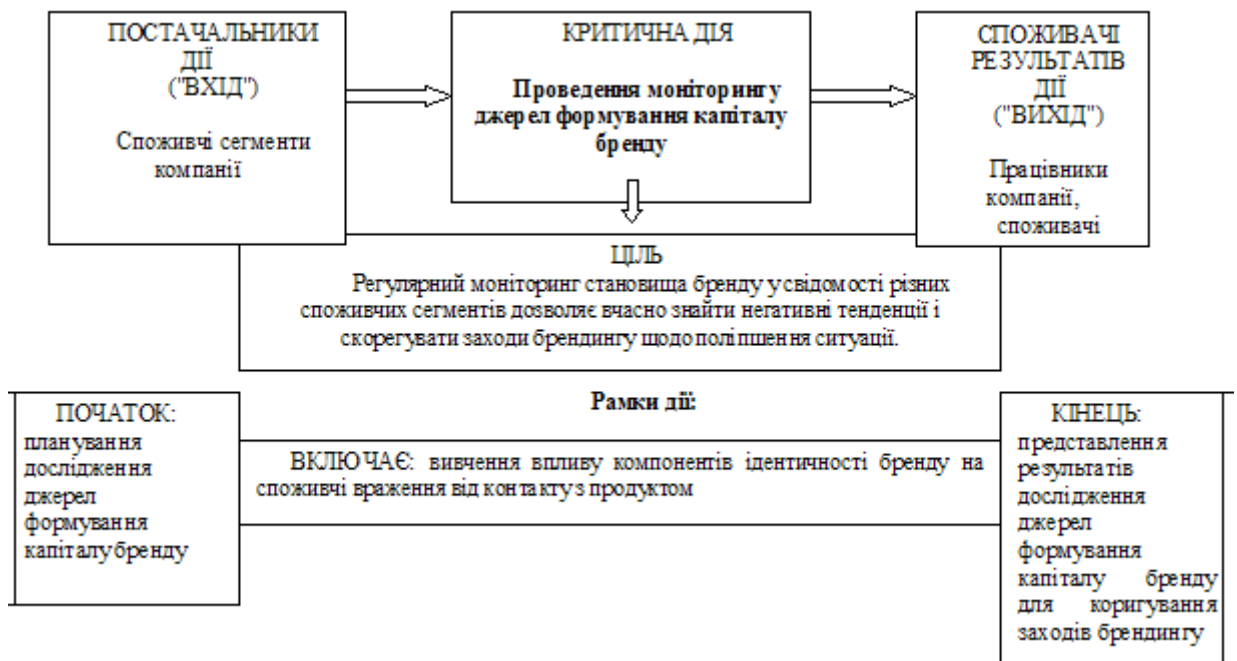 ПОСТАЧАЛЬНИКИ
ДІЇ
("ВХІД")
Споживчі сегменти
компанії
КРИТИЧНА ДІЯ
Проведення моніторингу
джерел формування капіталу
бренду
СПОЖИВАЧІ
РЕЗУЛЬТАТІВ
ДІЇ
("ВИХІД")
Працівники
компанії,
споживачі
ЦІЛЬ
Регулярний моніторинг становища бренду у свідомості різних
споживчих сегментів дозволяє вчасно знайти негативні тенденції і
скорегувати заходи брендингу щодо поліпшення ситуації.
Рамки дії:
ПОЧАТОК:
планування
дослідження
джерел
формування
капіталу бренду
ВКЛЮЧАЄ: вивчення впливу компонентів ідентичності бренду на
споживчі враження від контакту з продуктом
КІНЕЦЬ:
представлення
результатів
дослідження
джерел
формування
капіталу бренду
для коригування
заходів брендингу